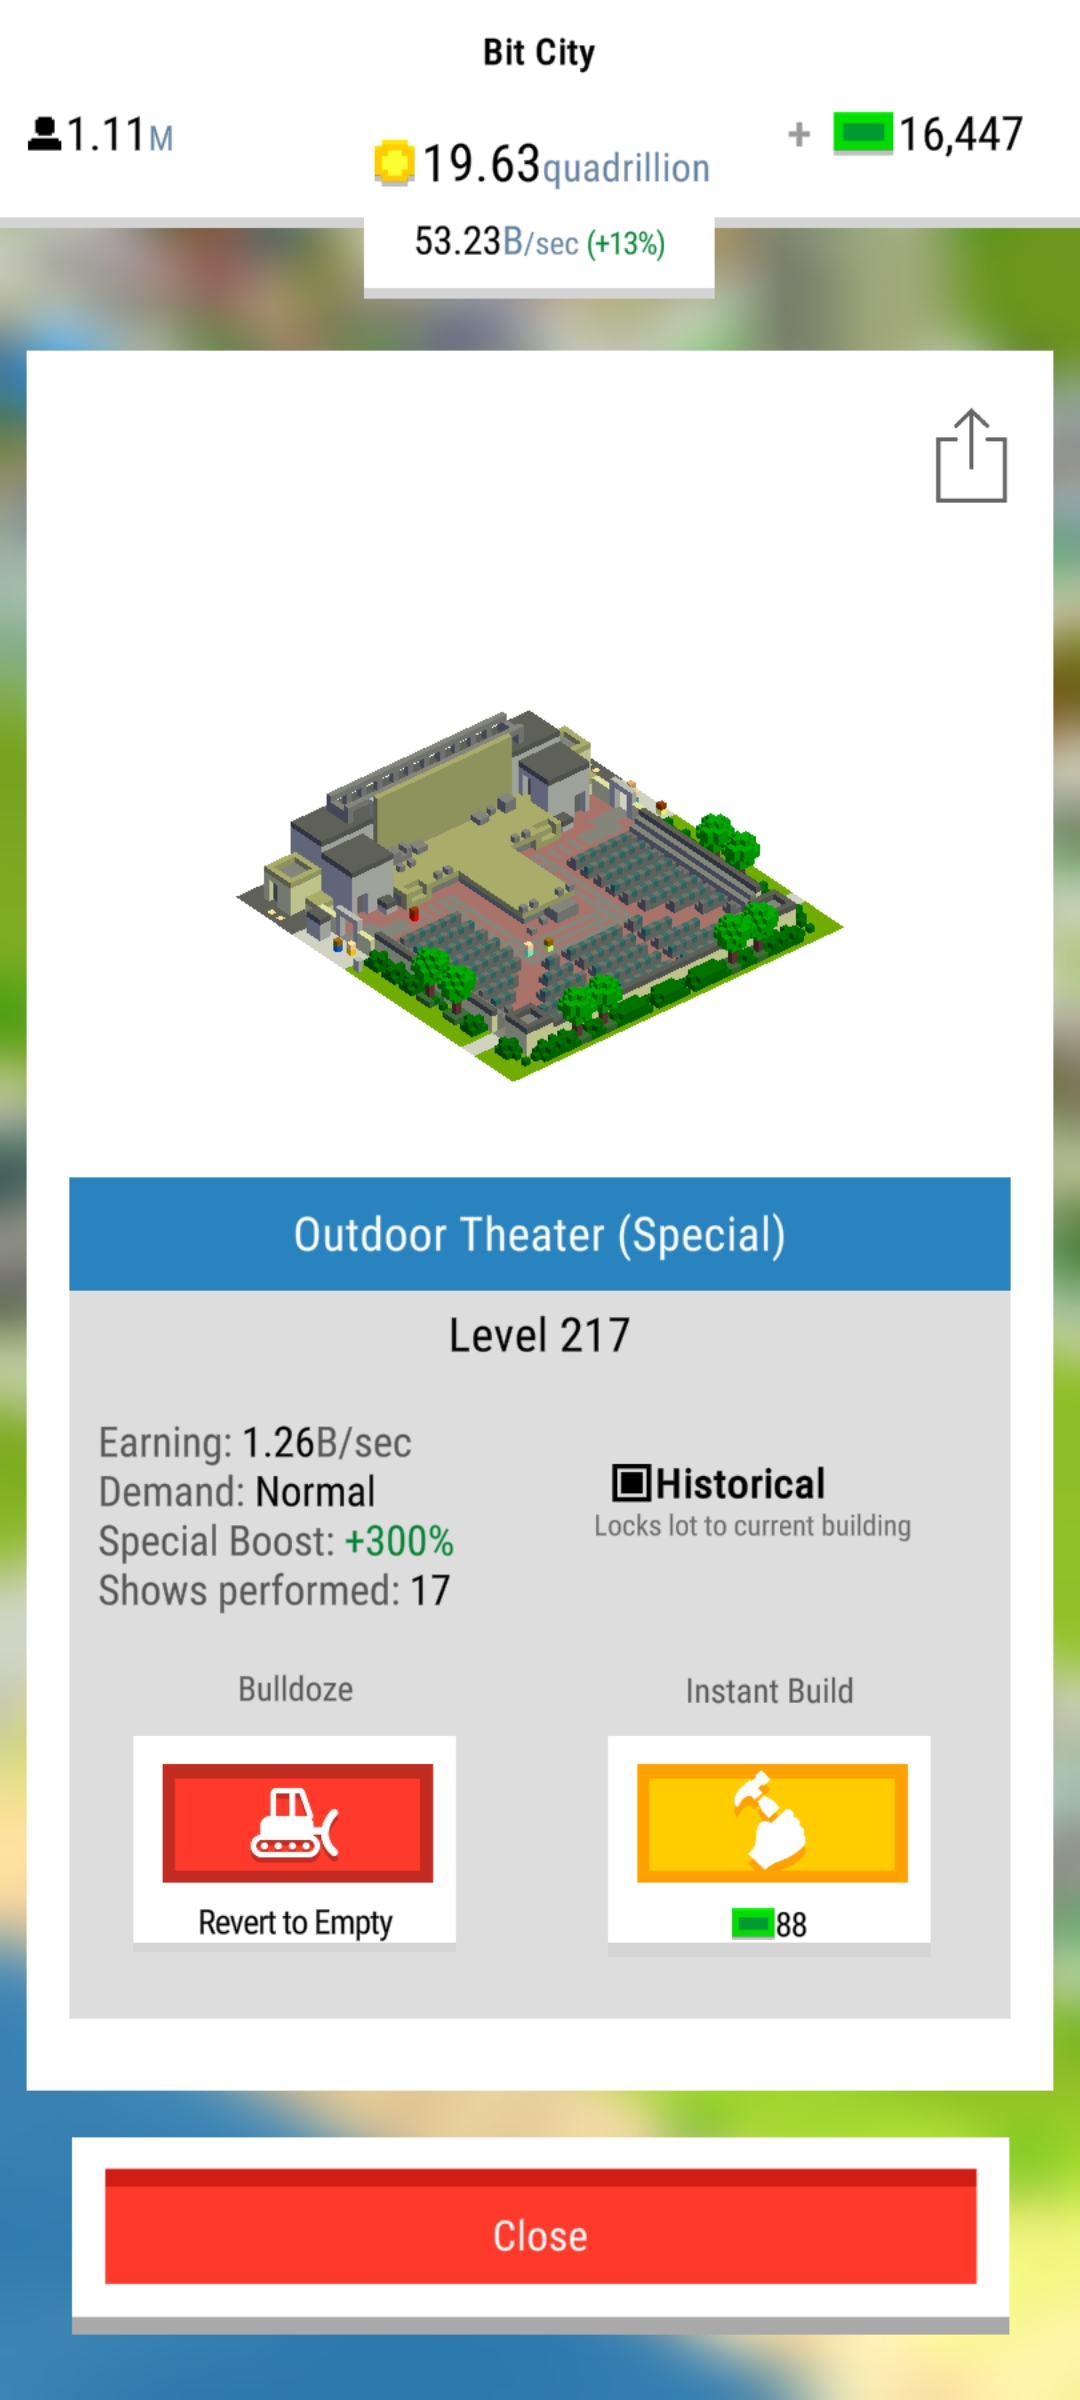 Bit City
1.11M
19.63quadrillion
+ 16,447
53.23B/sec (+13%)
Outdoor Theater (Special)
Level 217
Earning: 1.26B/sec
Demand: Normal
Special Boost: +300%
Shows performed: 17
Historical
Locks lot to current building
Bulldoze
Instant Build
Revert to Empty
88
Close